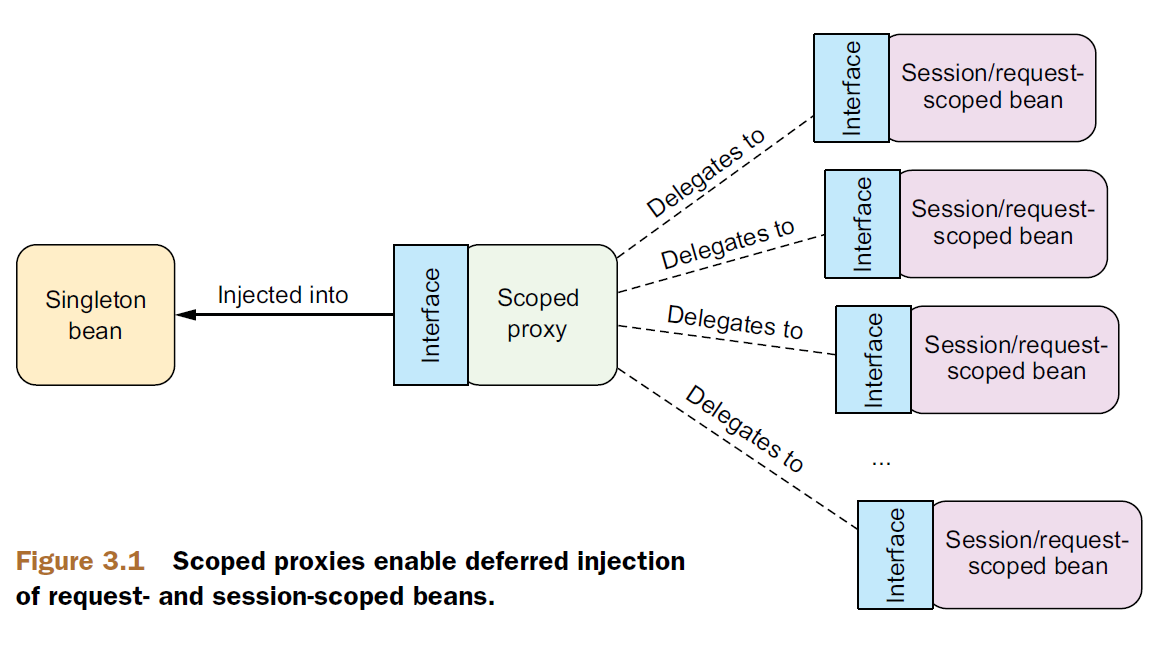 Interface
Session/request-
scoped bean
Delegates to
Interface
Session/request-
scoped bean
Delegates to
Singleton
bean
Injected into
Interface
Scoped
proxy
Delegates to
Interface
Session/request-
scoped bean
Delegates to
...
Interface
Session/request-
scoped bean
Figure 3.1 Scoped proxies enable deferred injection
of request- and session-scoped beans.